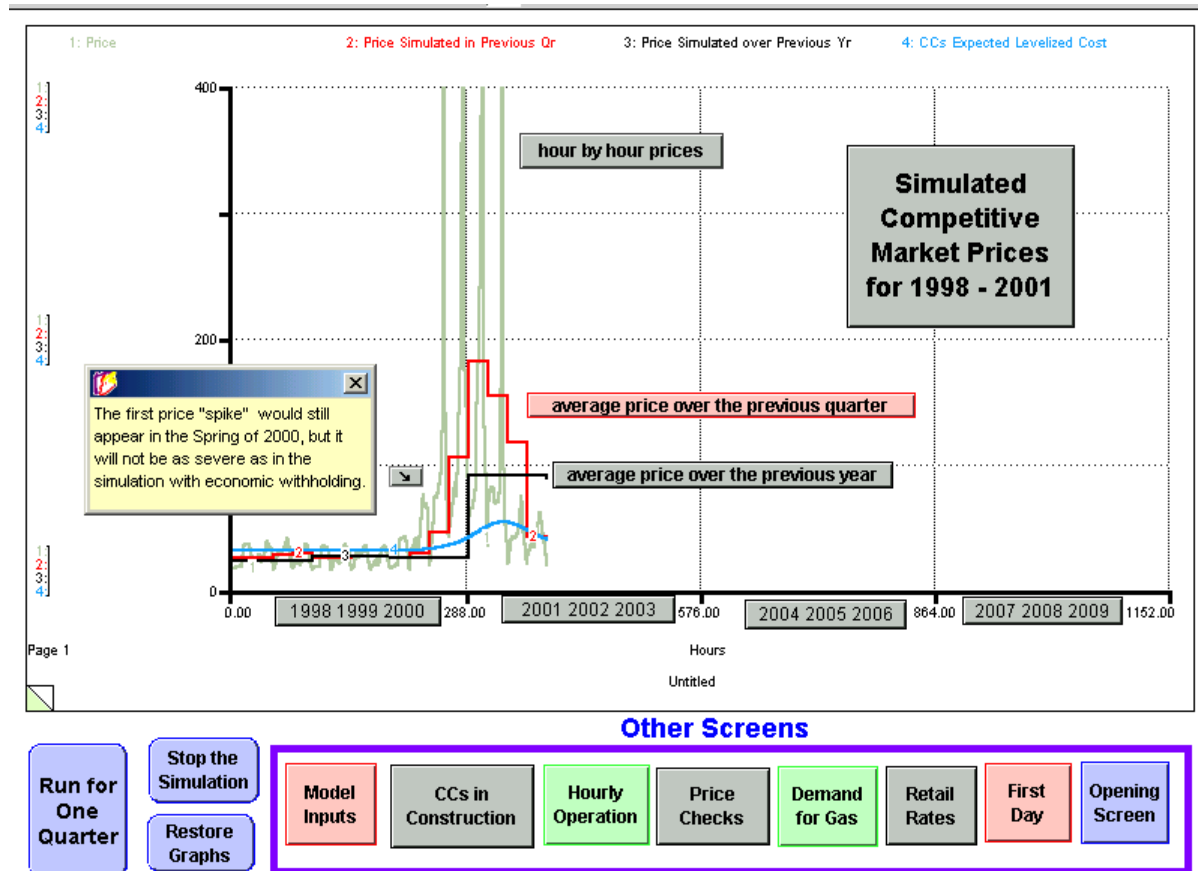 1: Price 2: Price Simulated in Previous Qr 3: Price Simulated over Previous Yr 4: CCs Expected Levelized Cost
1:
2:
3:
4:
400
hour by hour prices
Simulated
Competitive
Market Prices
for 1998 - 2001
1:
2:
3:
4:
200
The first price "spike" would still
appear in the Spring of 2000, but it
will not be as severe as in the
simulation with economic withholding.
average price over the previous quarter
average price over the previous year
1:
2:
3:
4:
1
2
3
4
1
2
0
0.00 1998 1999 2000 288.00 2001 2002 2003 576.00 2004 2005 2006 864.00 2007 2008 2009 1152.00
Page 1 Hours
Untitled
Other Screens
Run for
One
Quarter
Stop the
Simulation
Restore
Graphs
Model
Inputs
CCs in
Construction
Hourly
Operation
Price
Checks
Demand
for Gas
Retail
Rates
First
Day
Opening
Screen